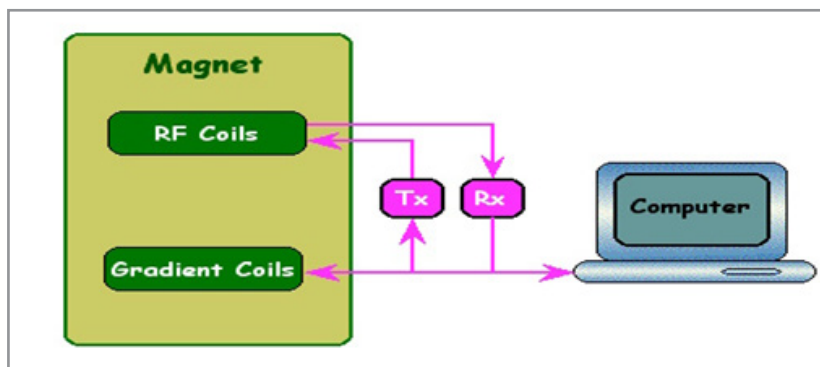 Magnet
RF Coils
Tx
Rx
Computer
Gradient Coils